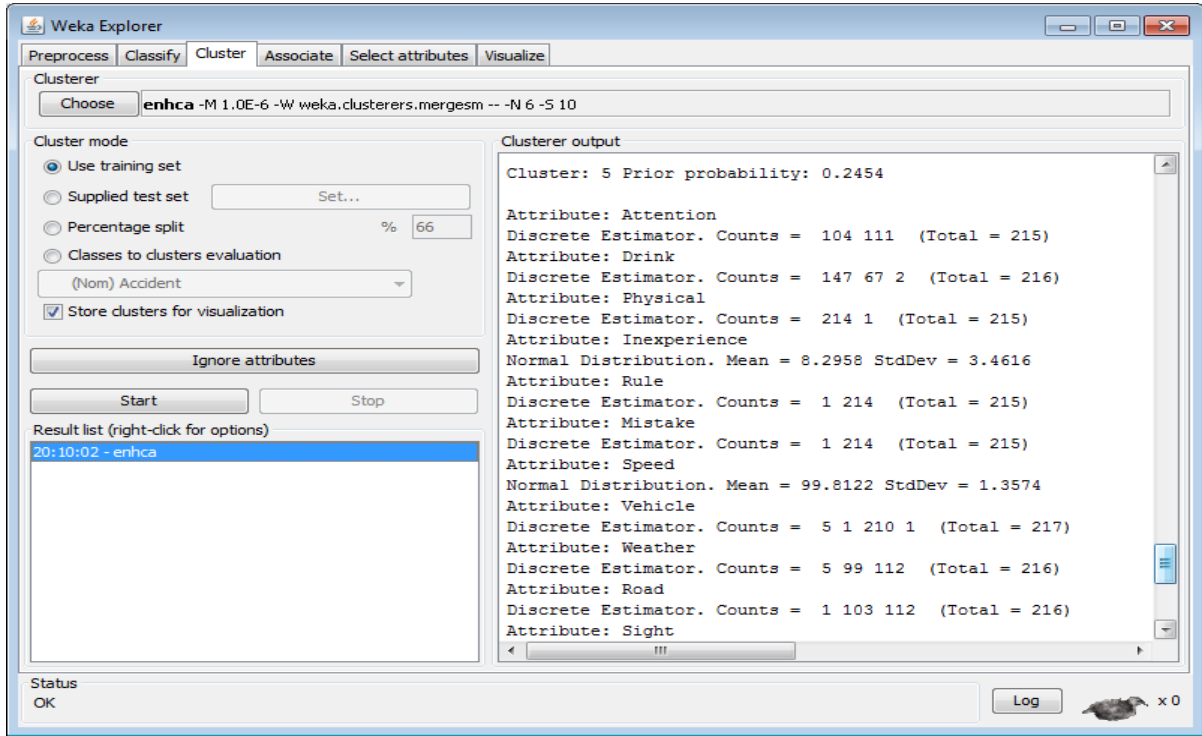 Weka Explorer
Preprocess Classify Cluster Associate Select attributes Visualize
Clusterer
Choose enhca -M 1.0E-6 -W weka.clusterers.mergesm -- -N 6 -S 10
Cluster mode
Use training set
Supplied test set Set...
Percentage split % 66
Classes to clusters evaluation
(Nom) Accident
Store clusters for visualization
Ignore attributes
Start Stop
Result list (right-click for options)
20:10:02 - enhca
Clusterer output
Cluster: 5 Prior probability: 0.2454
Attribute: Attention
Discrete Estimator. Counts = 104 111 (Total = 215)
Attribute: Drink
Discrete Estimator. Counts = 147 67 2 (Total = 216)
Attribute: Physical
Discrete Estimator. Counts = 214 1 (Total = 215)
Attribute: Inexperience
Normal Distribution. Mean = 8.2958 StdDev = 3.4616
Attribute: Rule
Discrete Estimator. Counts = 1 214 (Total = 215)
Attribute: Mistake
Discrete Estimator. Counts = 1 214 (Total = 215)
Attribute: Speed
Normal Distribution. Mean = 99.8122 StdDev = 1.3574
Attribute: Vehicle
Discrete Estimator. Counts = 5 1 210 1 (Total = 217)
Attribute: Weather
Discrete Estimator. Counts = 5 99 112 (Total = 216)
Attribute: Road
Discrete Estimator. Counts = 1 103 112 (Total = 216)
Attribute: Sight
Status
OK
Log
x 0